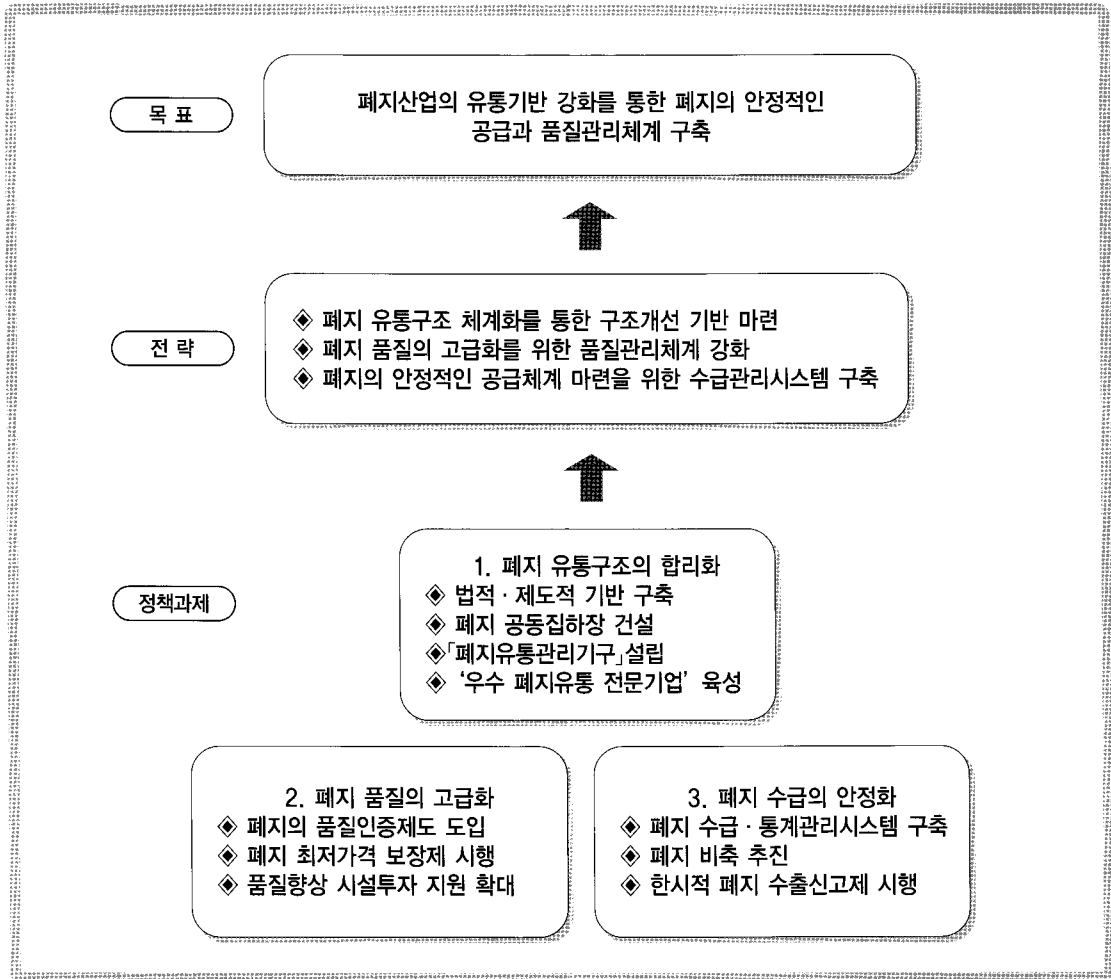 목 표
폐지산업의 유통기반 강화를 통한 폐지의 안정적인
공급과 품질관리체계 구축
전 략
◈ 폐지 유통구조 체계화를 통한 구조개선 기반 마련
◈ 폐지 품질의 고급화를 위한 품질관리체계 강화
◈ 폐지의 안정적인 공급체계 마련을 위한 수급관리시스템 구축
정책과제
1. 폐지 유통구조의 합리화
◈ 법적 · 제도적 기반 구축
◈ 폐지 공동집하장 건설
◈「폐지유통관리기구」설립
◈ ‘우수 폐지유통 전문기업’ 육성
2. 폐지 품질의 고급화
◈ 폐지의 품질인증제도 도입
◈ 폐지 최저가격 보장제 시행
◈ 품질향상 시설투자 지원 확대
3. 폐지 수급의 안정화
◈ 폐지 수급 · 통계관리시스템 구축
◈ 폐지 비축 추진
◈ 한시적 폐지 수출신고제 시행